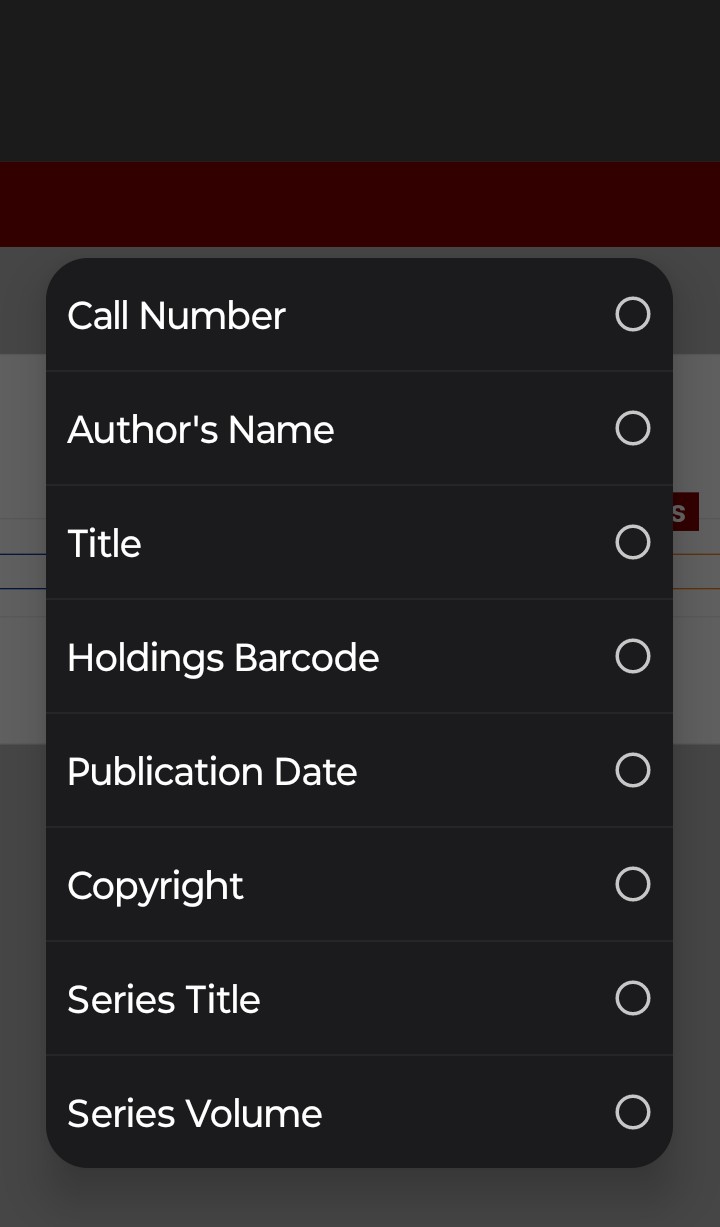 Call Number
Author's Name
Title
Holdings Barcode
Publication Date
Copyright
Series Title
Series Volume